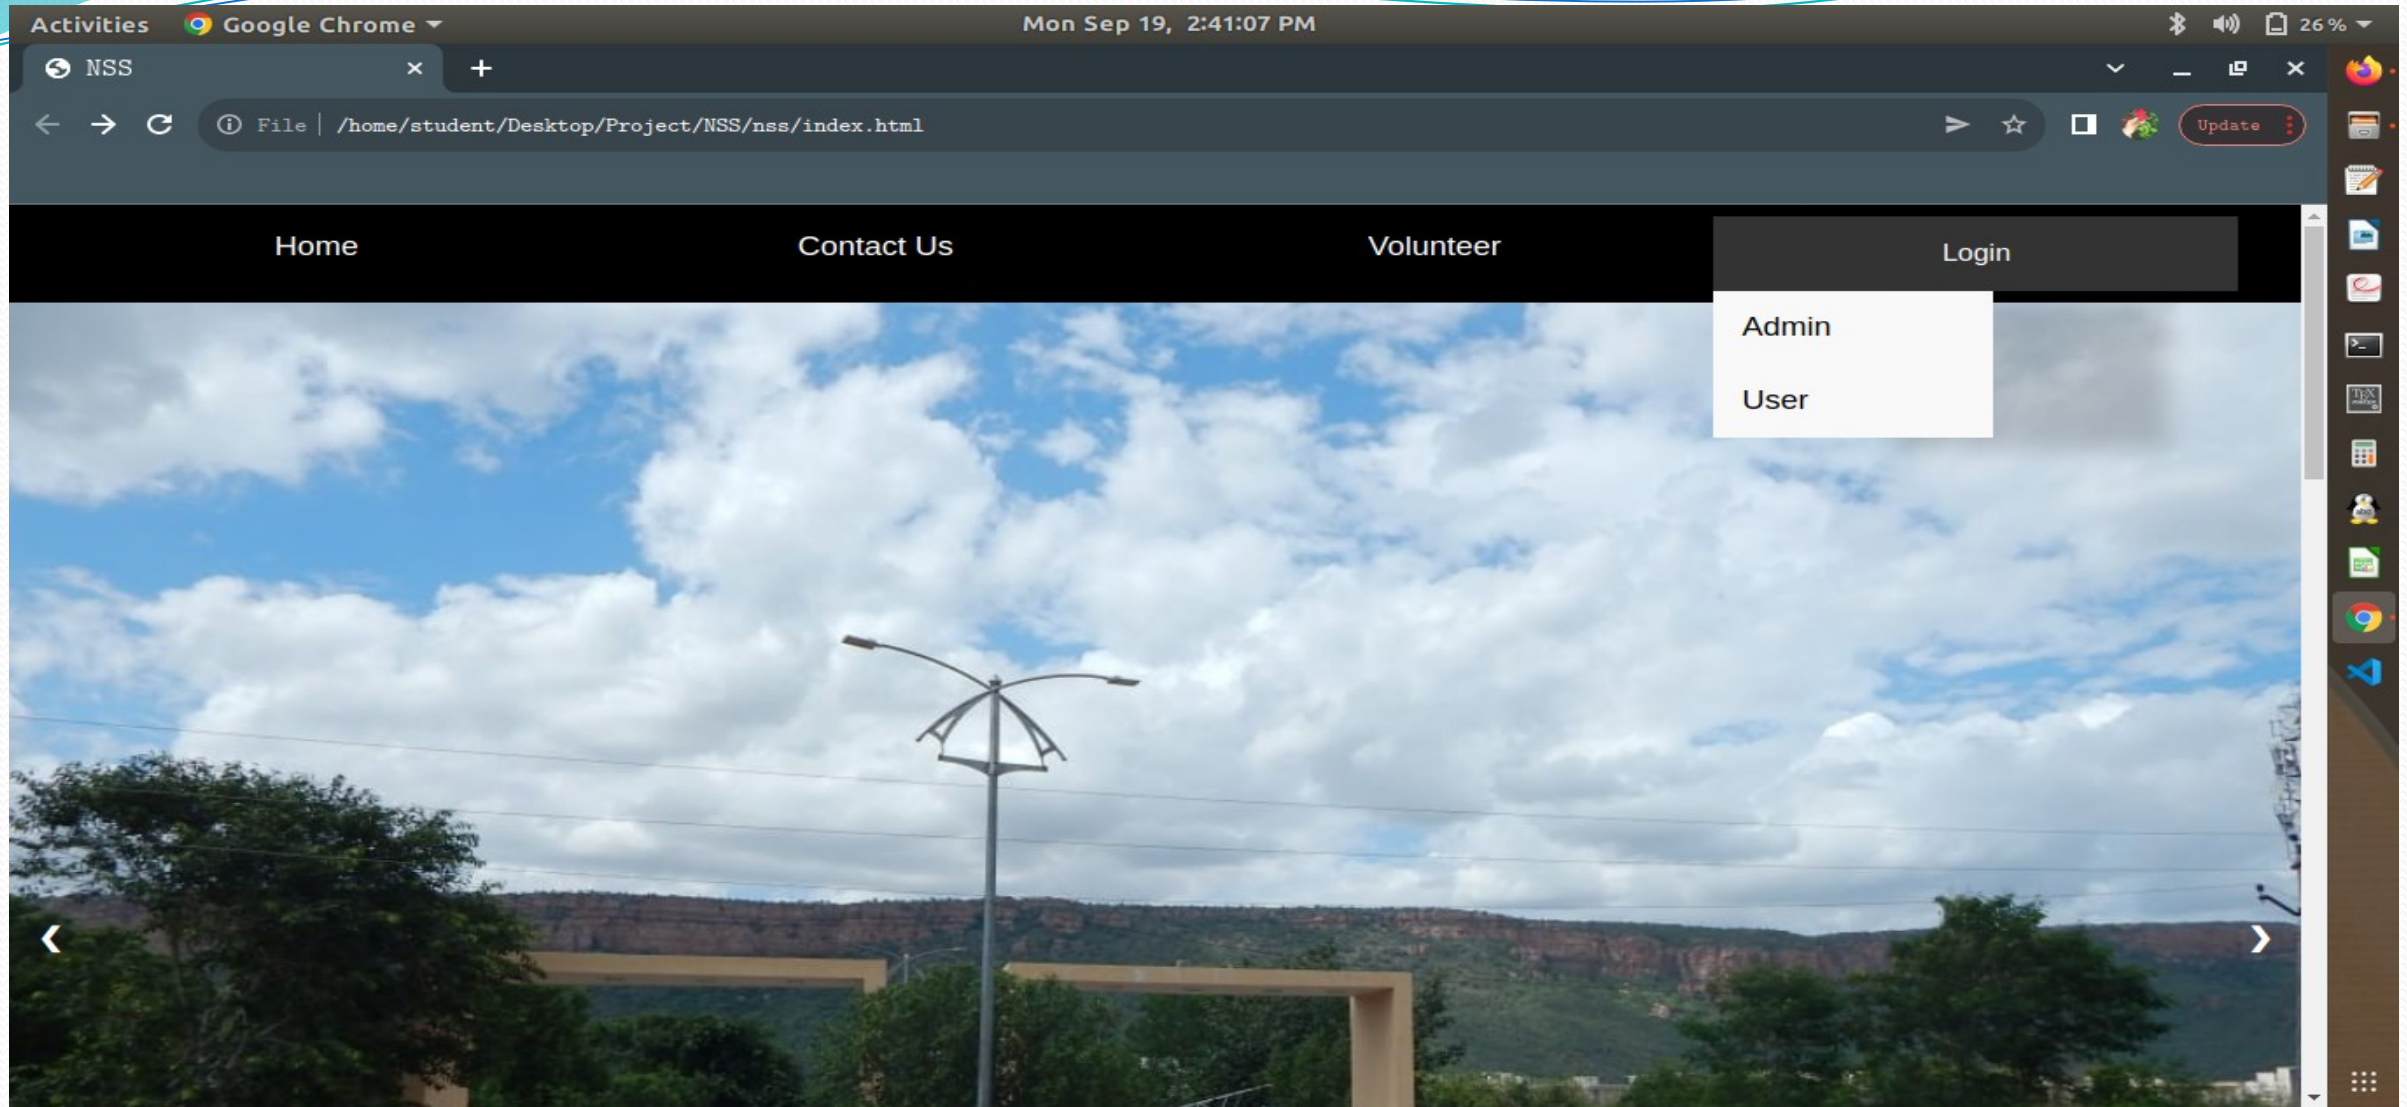 Activities Google Chrome Mon Sep 19, 2:41:07 PM 26 %
NSS
File /home/student/Desktop/Project/NSS/nss/index.html Update
Home Contact Us Volunteer Login
Admin
User